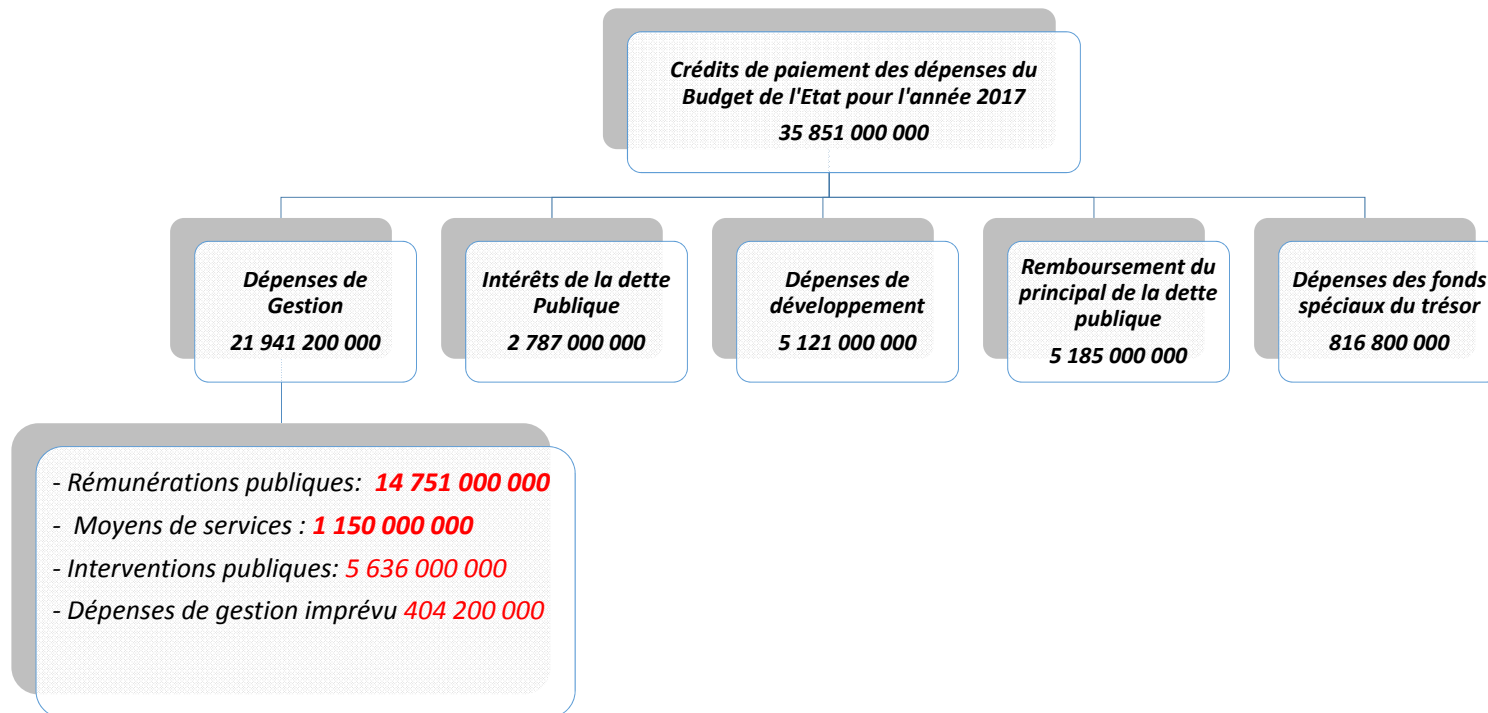 Crédits de paiement des dépenses du
Budget de l'Etat pour l'année 2017
35 851 000 000
Dépenses de
Gestion
21 941 200 000
Intérêts de la dette
Publique
2 787 000 000
Dépenses de
développement
5 121 000 000
Remboursement du
principal de la dette
publique
5 185 000 000
Dépenses des fonds
spéciaux du trésor
816 800 000
- Rémunérations publiques: 14 751 000 000
- Moyens de services : 1 150 000 000
- Interventions publiques: 5 636 000 000
- Dépenses de gestion imprévu 404 200 000